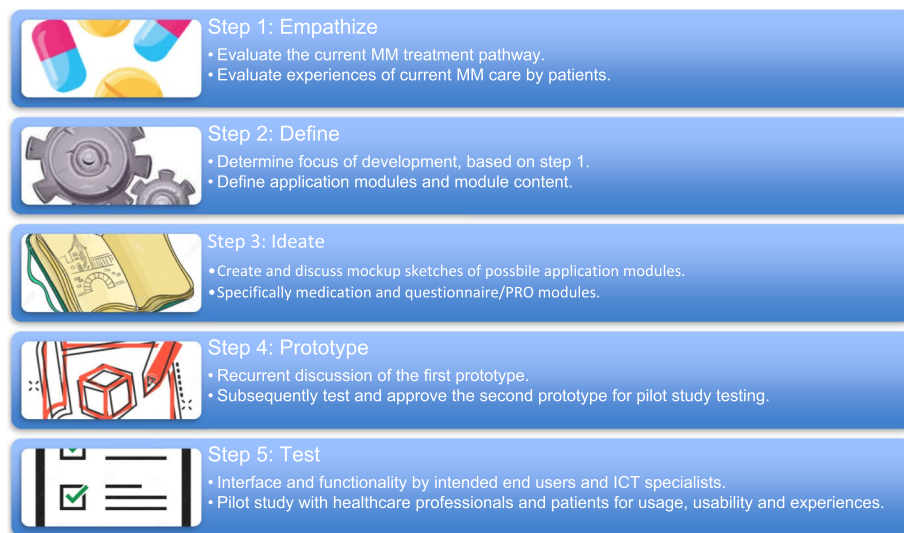 Step 1: Empathize
• Evaluate the current MM treatment pathway.
• Evaluate experiences of current MM care by patients.
Step 2: Define
• Determine focus of development, based on step 1.
• Define application modules and module content.
Step 3: Ideate
• Create and discuss mockup sketches of possbile application modules.
• Specifically medication and questionnaire/PRO modules.
Step 4: Prototype
• Recurrent discussion of the first prototype.
• Subsequently test and approve the second prototype for pilot study testing.
Step 5: Test
• Interface and functionality by intended end users and ICT specialists.
• Pilot study with healthcare professionals and patients for usage, usability and experiences.